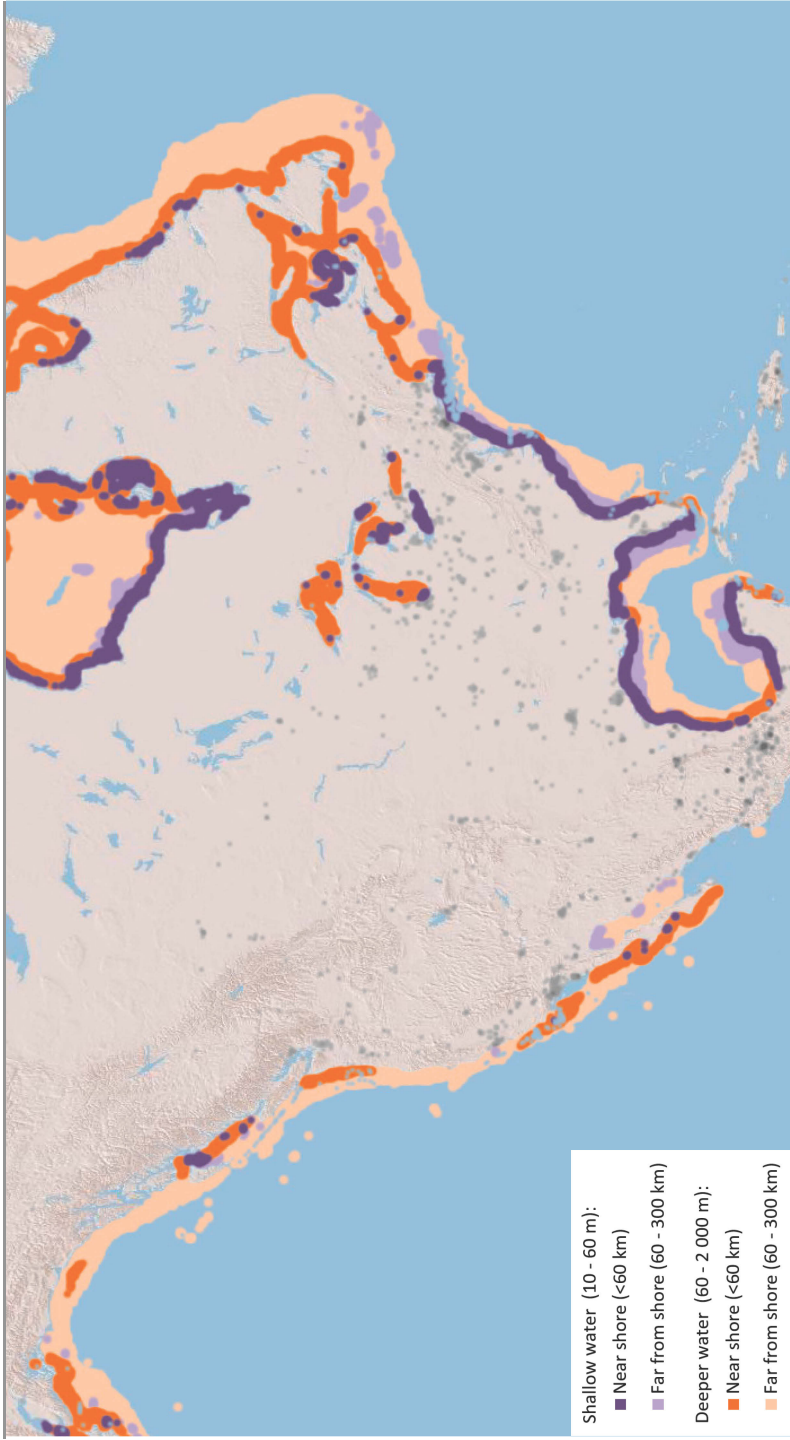 Shallow water (10 - 60 m):
Near shore (<60 km)
Far from shore (60 - 300 km)
Deeper water (60 - 2 000 m):
Near shore (<60 km)
Far from shore (60 - 300 km)